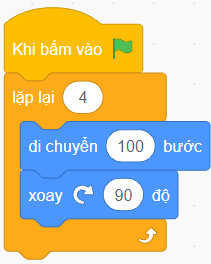 Khi bấm vào
lặp lại 4
di chuyển 100 bước
xoay 90 độ